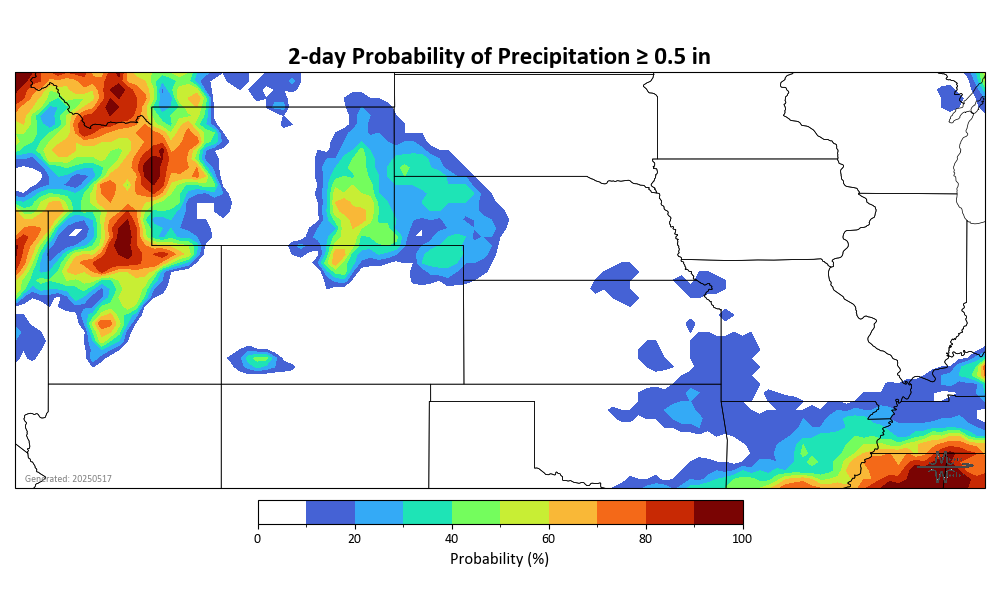 2-day Probability of Precipitation ≥ 0.5 in
Generated: 20250517
0 20 40 60 80 100
Probability (%)